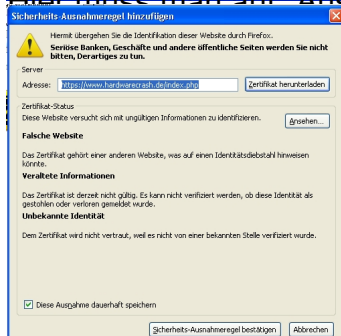 Sicherheits-Ausnahmeregel hinzufügen
Hiermit übergehen Sie die Identifikation dieser Website durch Firefox.
Seriöse Banken, Geschäfte und andere öffentliche Seiten werden Sie nicht
bitten, Derartiges zu tun.
Server
Adresse: https://www.hardwarecrash.de/index.php Zertifikat herunterladen
Zertifikat-Status
Diese Website versucht sich mit ungültigen Informationen zu identifizieren. Ansehen...
Falsche Website
Das Zertifikat gehört einer anderen Website, was auf einen Identitätsdiebstahl hinweisen
könnte.
Veraltete Informationen
Das Zertifikat ist derzeit nicht gültig. Es kann nicht verifiziert werden, ob diese Identität als
gestohlen oder verloren gemeldet wurde.
Unbekannte Identität
Dem Zertifikat wird nicht vertraut, weil es nicht von einer bekannten Stelle verifiziert wurde.
Diese Ausnahme dauerhaft speichern
Sicherheits-Ausnahmeregel bestätigen Abbrechen